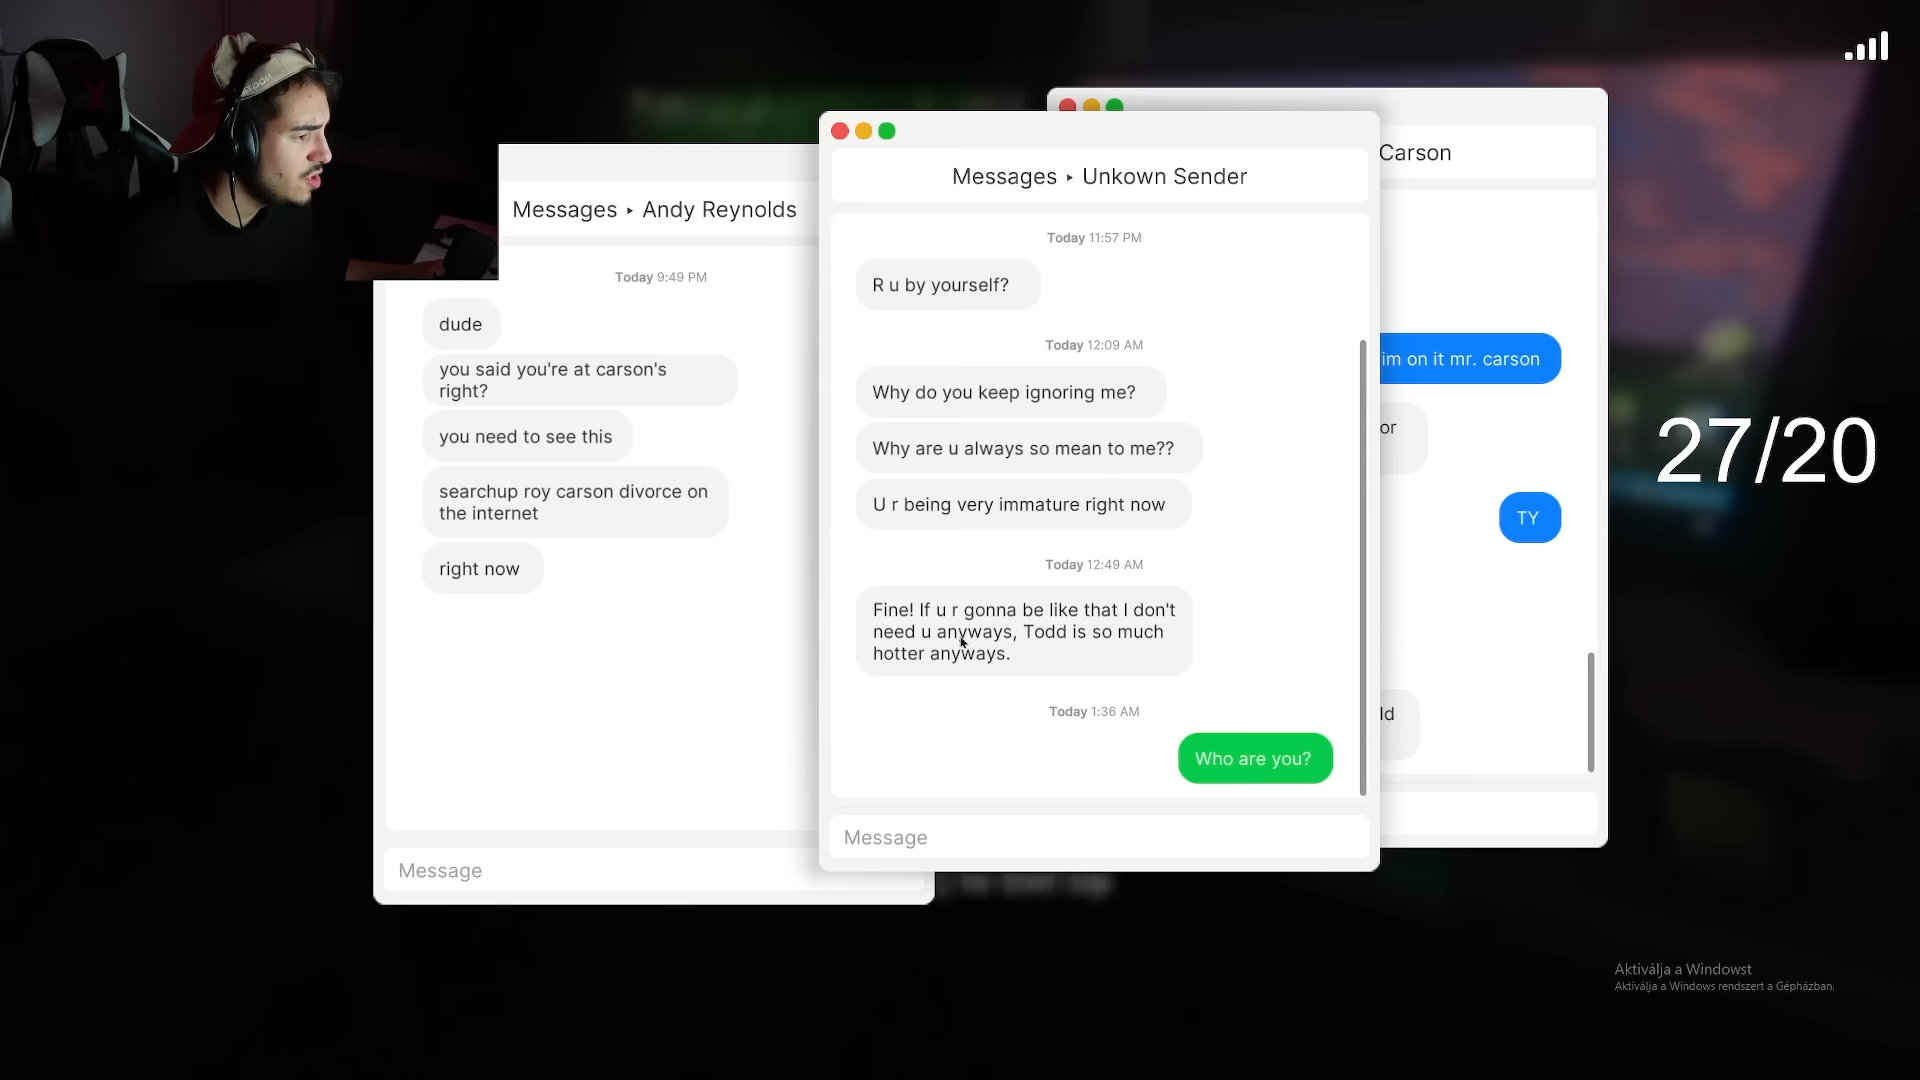 Messages ▸ Andy Reynolds
Today 9:49 PM
dude
you said you're at carson's
right?
you need to see this
searchup roy carson divorce on
the internet
right now
Message
Messages ▸ Unkown Sender
Today 11:57 PM
R u by yourself?
Today 12:09 AM
Why do you keep ignoring me?
Why are u always so mean to me??
U r being very immature right now
Today 12:49 AM
Fine! If u r gonna be like that I don't
need u anyways, Todd is so much
hotter anyways.
Today 1:36 AM
Who are you?
Message
Carson
im on it mr. carson
or
TY
ld
27/20
Aktiválja a Windowst
Aktiválja a Windows rendszert a Gépházban.